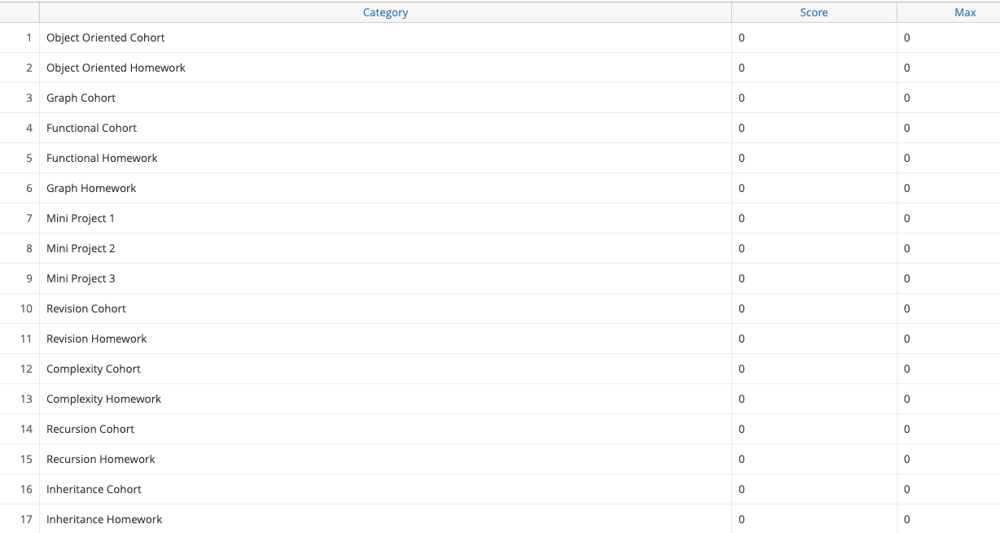 Category Score Max
1 Object Oriented Cohort 0 0
2 Object Oriented Homework 0 0
3 Graph Cohort 0 0
4 Functional Cohort 0 0
5 Functional Homework 0 0
6 Graph Homework 0 0
7 Mini Project 1 0 0
8 Mini Project 2 0 0
9 Mini Project 3 0 0
10 Revision Cohort 0 0
11 Revision Homework 0 0
12 Complexity Cohort 0 0
13 Complexity Homework 0 0
14 Recursion Cohort 0 0
15 Recursion Homework 0 0
16 Inheritance Cohort 0 0
17 Inheritance Homework 0 0